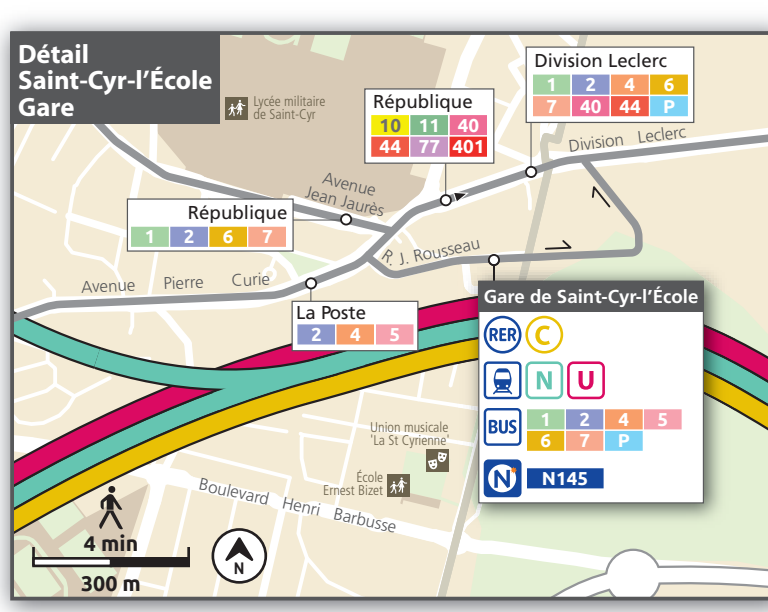 Détail
Saint-Cyr-l'École
Gare
Lycée militaire
de Saint-Cyr
République
10 11 40
44 77 401
Division Leclerc
1 2 4 6
7 40 44 P
Division Leclerc
Avenue
Jean Jaurès
République
1 2 6 7
R. J. Rousseau
Avenue Pierre Curie
La Poste
2 4 5
Gare de Saint-Cyr-l'École
RER C
N U
BUS
1 2 4 5
6 7 P
N N145
Union musicale
'La St Cyrienne'
École
Ernest Bizet
Boulevard Henri Barbusse
4 min
300 m
N